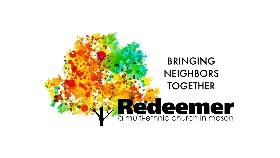 BRINGING
NEIGHBORS
TOGETHER
Redeemer
a multi-ethnic church in mason